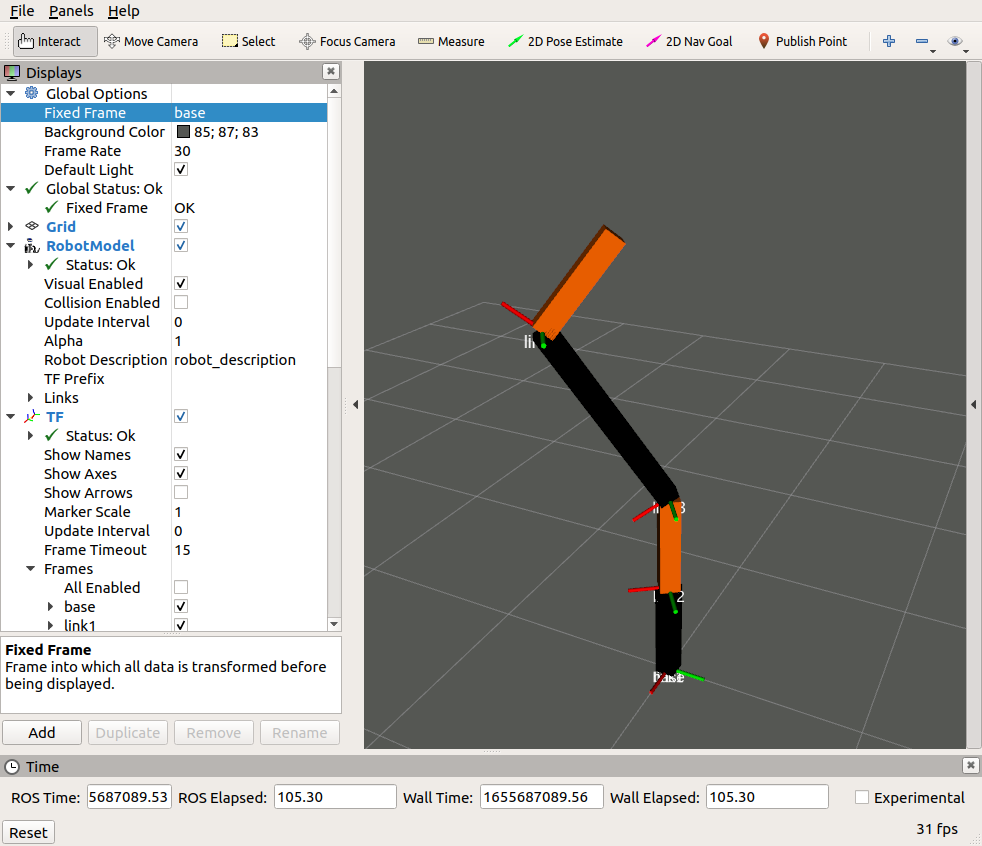 File Panels Help
Interact Move Camera Select Focus Camera Measure 2D Pose Estimate 2D Nav Goal Publish Point
Displays
Global Options
Fixed Frame base
Background Color 85; 87; 83
Frame Rate 30
Default Light
Global Status: Ok
Fixed Frame OK
Grid
RobotModel
Status: Ok
Visual Enabled
Collision Enabled
Update Interval 0
Alpha 1
Robot Description robot_description
TF Prefix
Links
TF
Status: Ok
Show Names
Show Axes
Show Arrows
Marker Scale 1
Update Interval 0
Frame Timeout 15
Frames
All Enabled
base
link1
Fixed Frame
Frame into which all data is transformed before
being displayed.
Add Duplicate Remove Rename
3
2
Time
ROS Time: 5687089.53 ROS Elapsed: 105.30 Wall Time: 1655687089.56 Wall Elapsed: 105.30 Experimental
Reset 31 fps